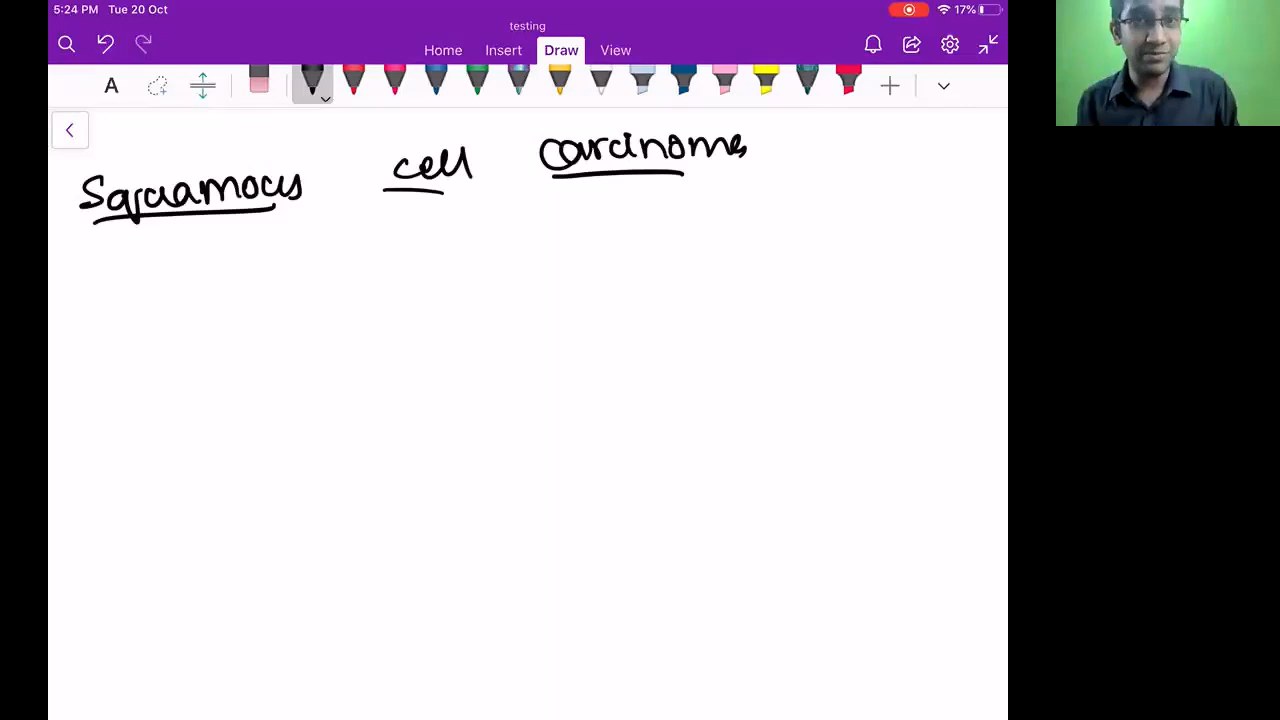 5:24 PM Tue 20 Oct 17%
testing
Home Insert Draw View
A
Squamous cell carcinoma